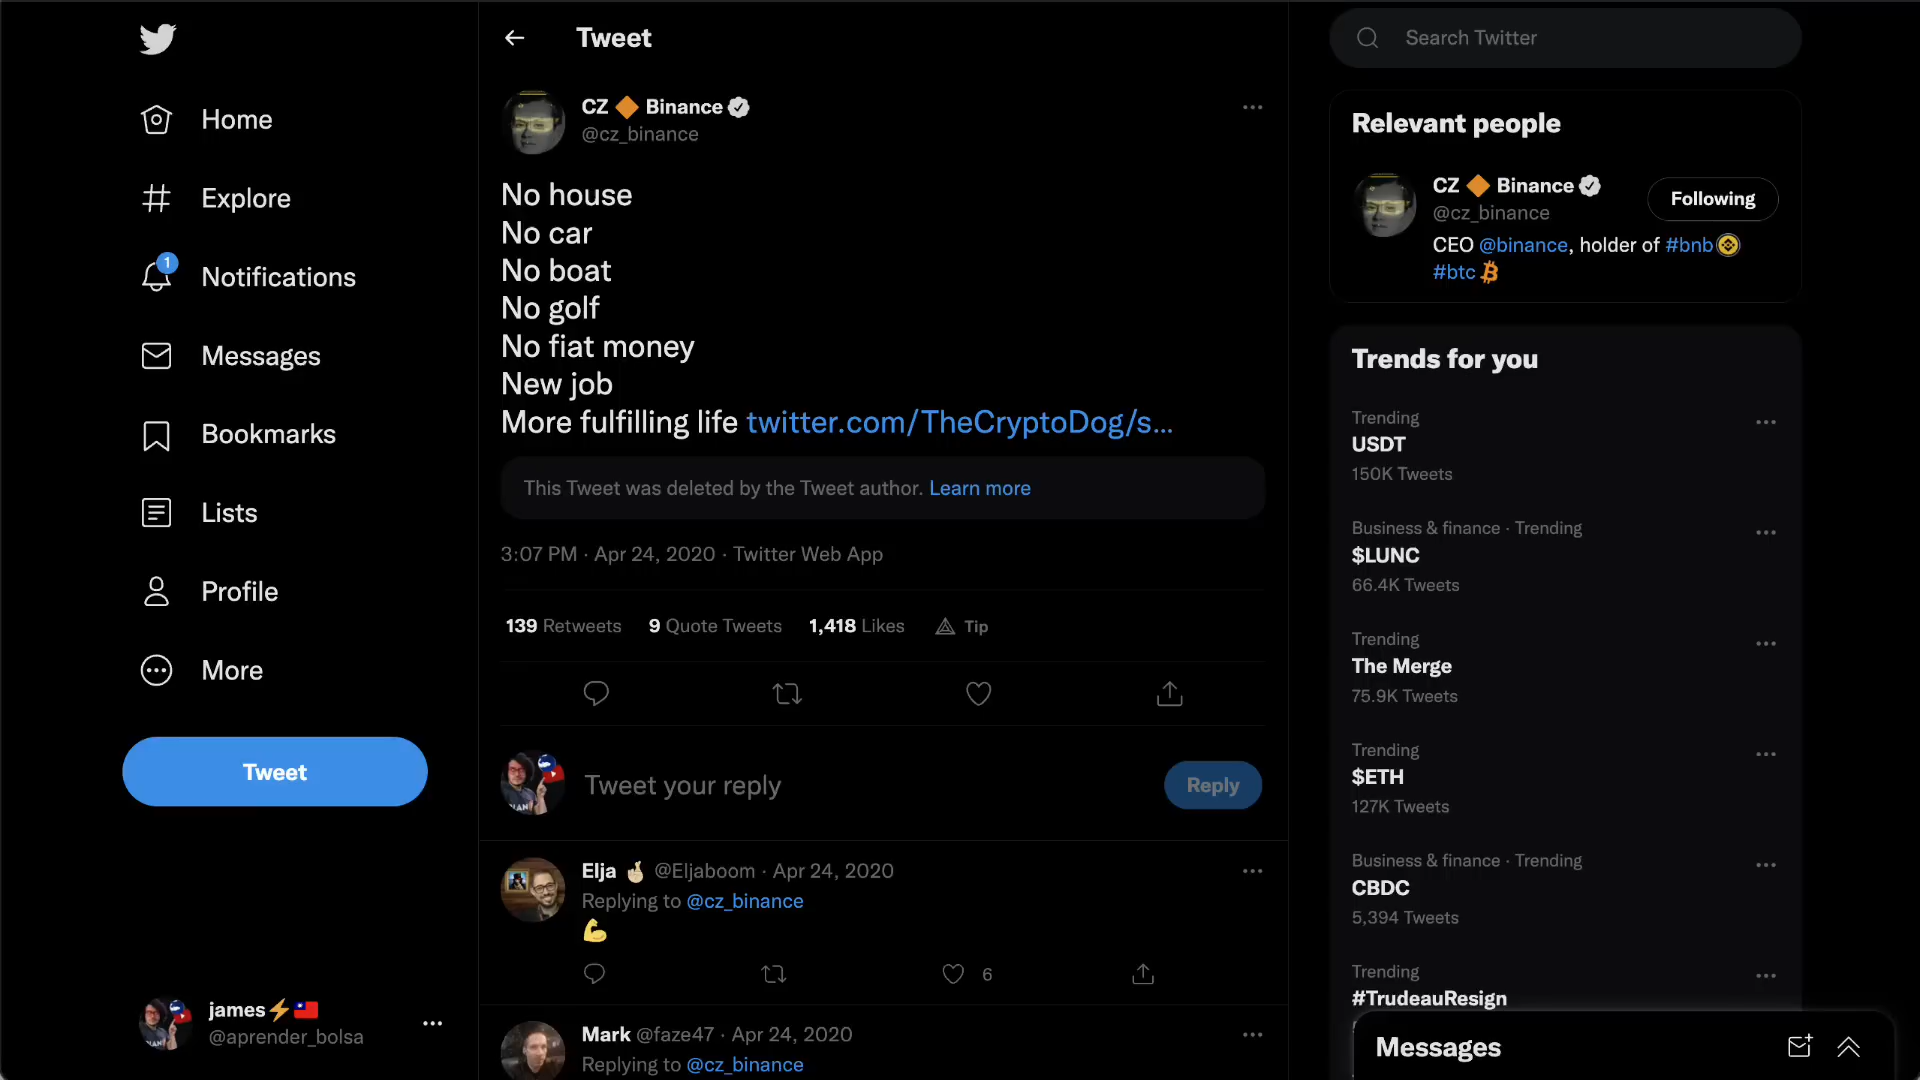 Home
Explore
1
Notifications
Messages
Bookmarks
Lists
Profile
More
Tweet
james⚡🇹🇼
@aprender_bolsa
Tweet
CZ 🔶 Binance
@cz_binance
No house
No car
No boat
No golf
No fiat money
New job
More fulfilling life twitter.com/TheCryptoDog/s...
This Tweet was deleted by the Tweet author. Learn more
3:07 PM · Apr 24, 2020 · Twitter Web App
139 Retweets 9 Quote Tweets 1,418 Likes Tip
Tweet your reply
Reply
Elja 🤞🏻 @Eljaboom · Apr 24, 2020
Replying to @cz_binance
💪
6
Mark @faze47 · Apr 24, 2020
Replying to @cz_binance
Search Twitter
Relevant people
CZ 🔶 Binance
@cz_binance
Following
CEO @binance, holder of #bnb
#btc
Trends for you
Trending
USDT
150K Tweets
Business & finance · Trending
$LUNC
66.4K Tweets
Trending
The Merge
75.9K Tweets
Trending
$ETH
127K Tweets
Business & finance · Trending
CBDC
5,394 Tweets
Trending
#TrudeauResign
Messages